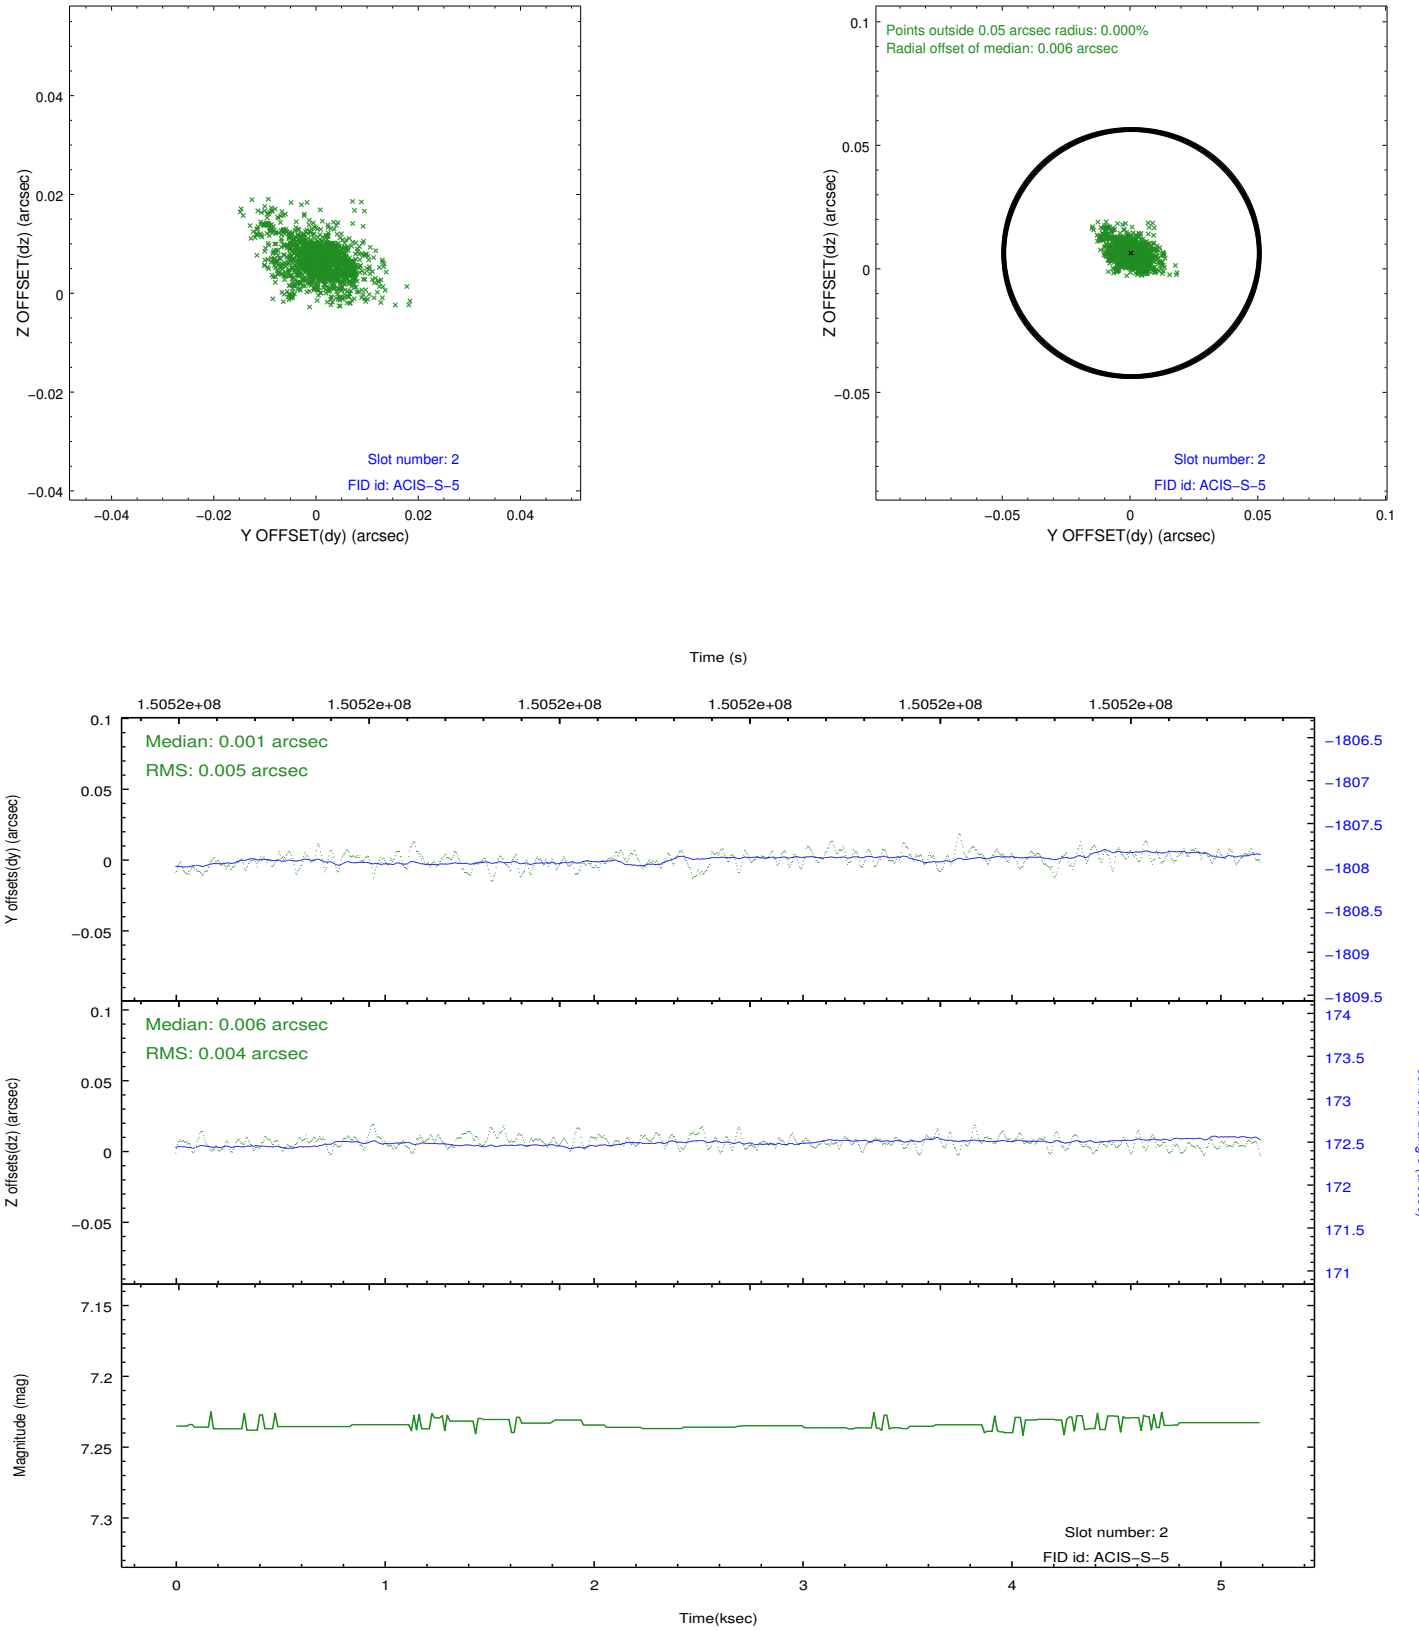 0.04
0.02
0
−0.02
−0.04
Z OFFSET(dz) (arcsec)
Slot number: 2
FID id: ACIS−S−5
−0.04
−0.02
0
0.02
0.04
Y OFFSET(dy) (arcsec)
Points outside 0.05 arcsec radius: 0.000%
Radial offset of median: 0.006 arcsec
0.1
0.05
0
−0.05
Z OFFSET(dz) (arcsec)
Slot number: 2
FID id: ACIS−S−5
−0.05
0
0.05
0.1
Y OFFSET(dy) (arcsec)
Time (s)
1.5052e+08
1.5052e+08
1.5052e+08
1.5052e+08
1.5052e+08
1.5052e+08
Median: 0.001 arcsec
RMS: 0.005 arcsec
0.1
0.05
0
−0.05
Y offsets(dy) (arcsec)
−1806.5
−1807
−1807.5
−1808
−1808.5
−1809
−1809.5
Median: 0.006 arcsec
RMS: 0.004 arcsec
0.1
0.05
0
−0.05
Z offsets(dz) (arcsec)
174
173.5
173
172.5
172
171.5
171
7.15
7.2
7.25
7.3
Magnitude (mag)
Slot number: 2
FID id: ACIS−S−5
0
1
2
3
4
5
Time(ksec)